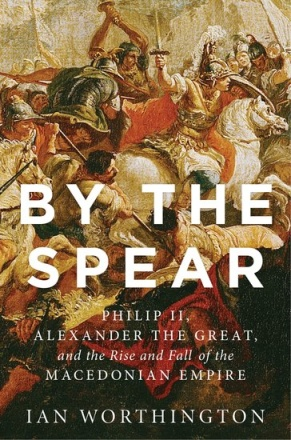 BY THE
SPEAR
PHILIP II,
ALEXANDER THE GREAT,
and the Rise and Fall of the
MACEDONIAN EMPIRE
IAN WORTHINGTON